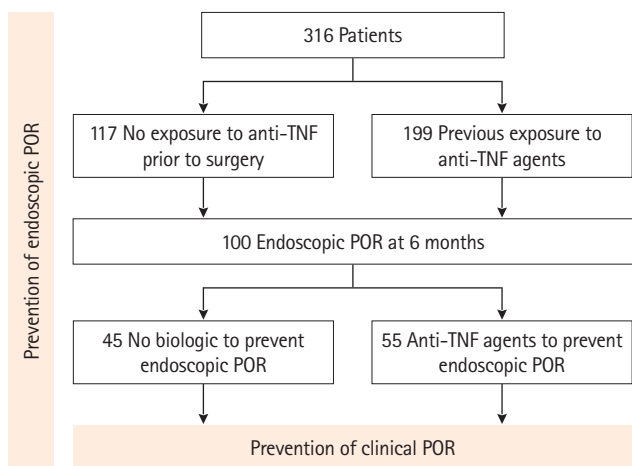 Prevention of endoscopic POR
316 Patients
117 No exposure to anti-TNF
prior to surgery
199 Previous exposure to
anti-TNF agents
100 Endoscopic POR at 6 months
45 No biologic to prevent
endoscopic POR
55 Anti-TNF agents to prevent
endoscopic POR
Prevention of clinical POR